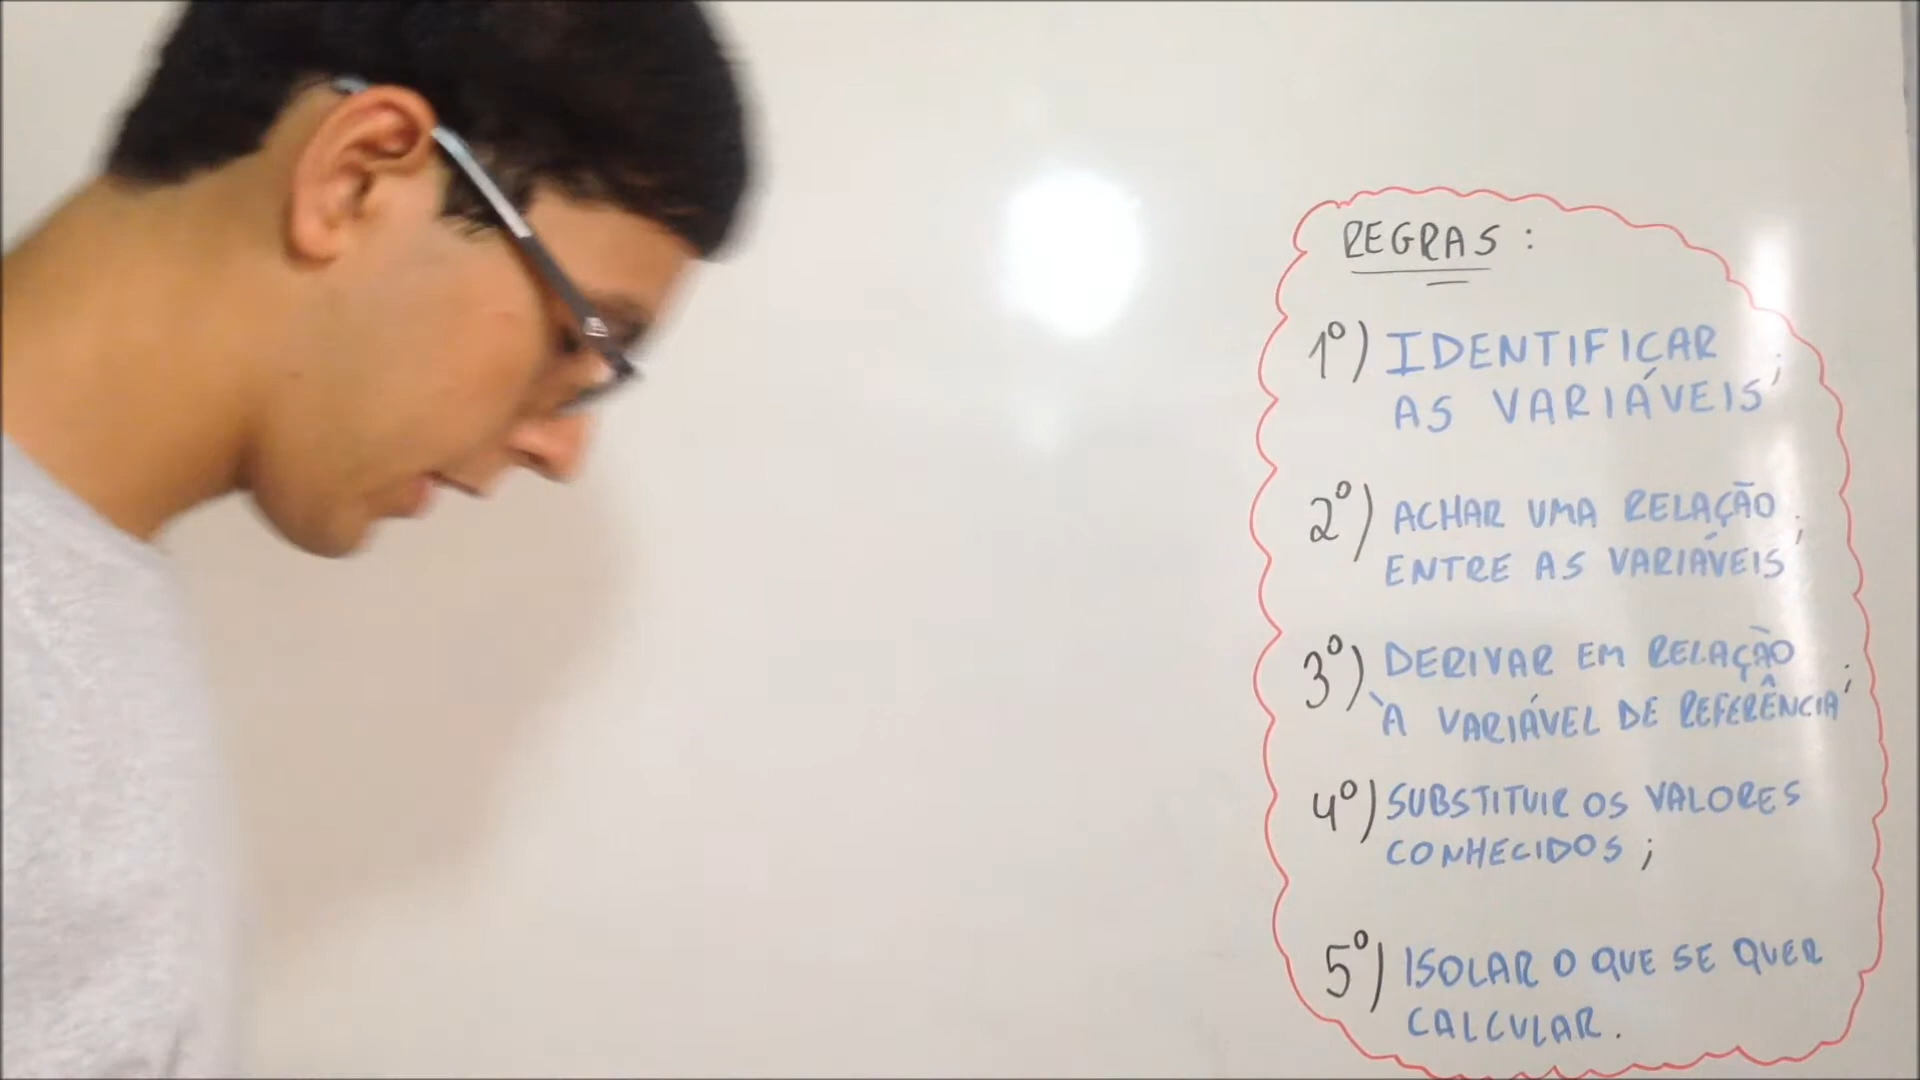 REGRAS:
1º) IDENTIFICAR
AS VARIÁVEIS;
2º) ACHAR UMA RELAÇÃO
ENTRE AS VARIÁVEIS;
3º) DERIVAR EM RELAÇÃO
À VARIÁVEL DE REFERÊNCIA;
4º) SUBSTITUIR OS VALORES
CONHECIDOS;
5º) ISOLAR O QUE SE QUER
CALCULAR.